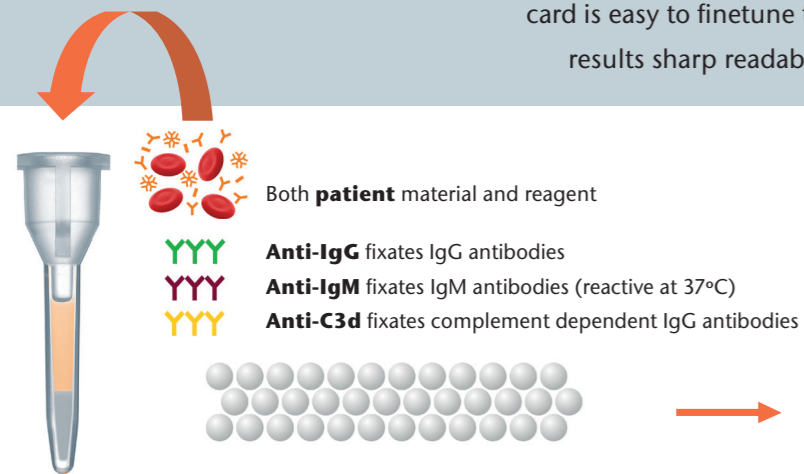 card is easy to finetune
results sharp readab
Both patient material and reagent
Anti-IgG fixates IgG antibodies
Anti-IgM fixates IgM antibodies (reactive at 37ºC)
Anti-C3d fixates complement dependent IgG antibodies